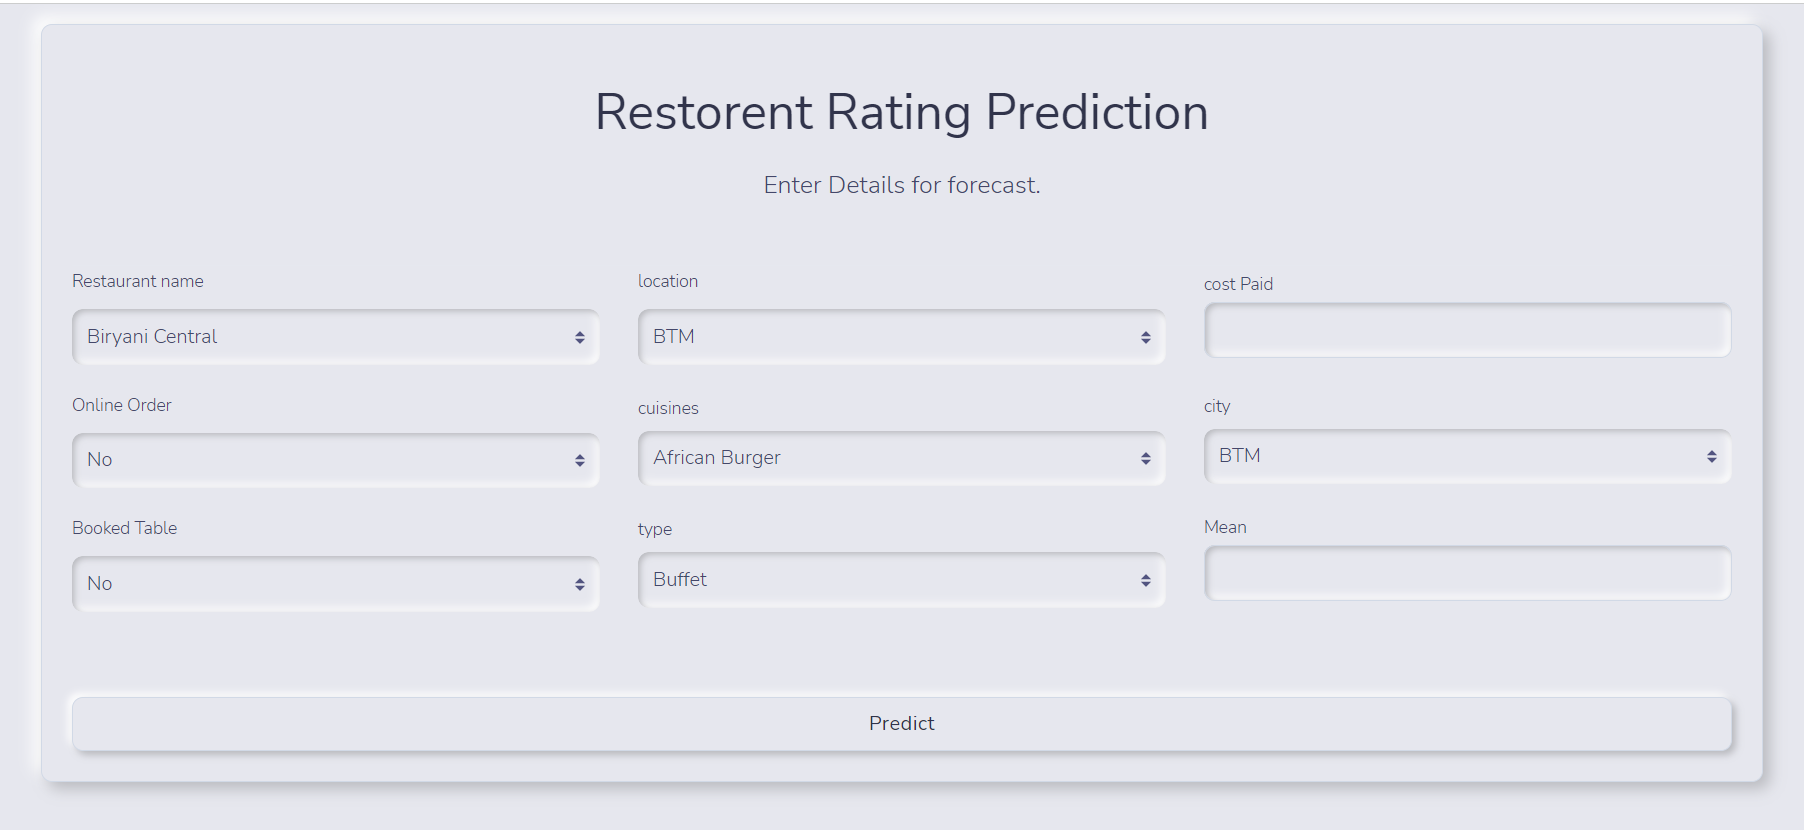 Restorent Rating Prediction
Enter Details for forecast.
Restaurant name
location
cost Paid
Biryani Central
BTM
Online Order
cuisines
city
No
African Burger
BTM
Booked Table
type
Mean
No
Buffet
Predict